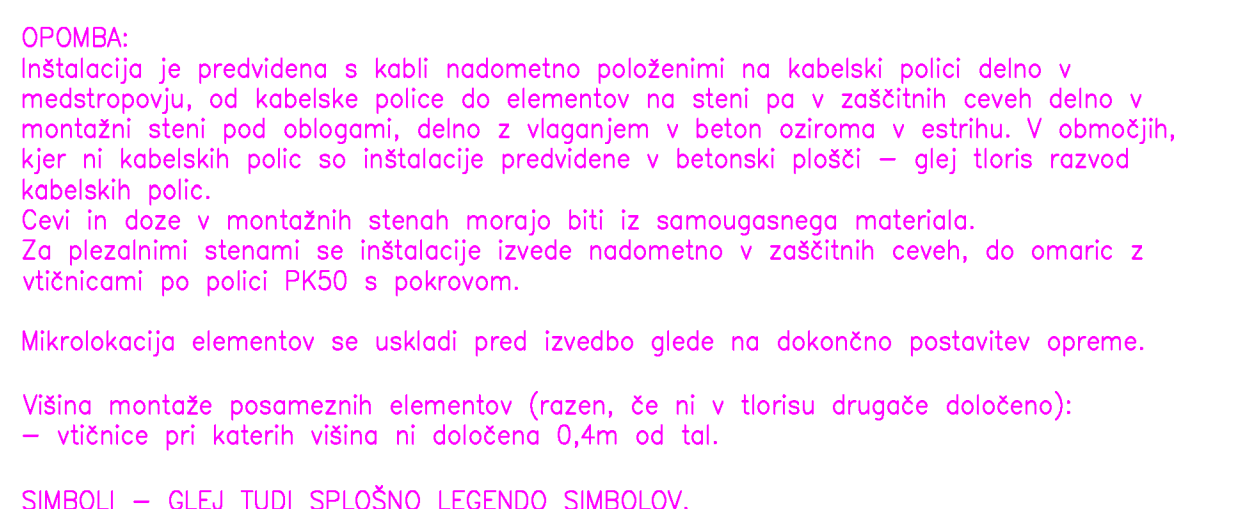 OPOMBA:
Inštalacija je predvidena s kabli nadometno položenimi na kabelski polici delno v
medstropovju, od kabelske police do elementov na steni pa v zaščitnih ceveh delno v
montažni steni pod oblogami, delno z vlaganjem v beton oziroma v estrihu. V območjih,
kjer ni kabelskih polic so inštalacije predvidene v betonski plošči – glej tloris razvod
kabelskih polic.
Cevi in doze v montažnih stenah morajo biti iz samougasnega materiala.
Za plezalnimi stenami se inštalacije izvede nadometno v zaščitnih ceveh, do omaric z
vtičnicami po polici PK50 s pokrovom.
Mikrolokacija elementov se uskladi pred izvedbo glede na dokončno postavitev opreme.
Višina montaže posameznih elementov (razen, če ni v tlorisu drugače določeno):
– vtičnice pri katerih višina ni določena 0,4m od tal.
SIMBOLI – GLEJ TUDI SPLOŠNO LEGENDO SIMBOLOV.